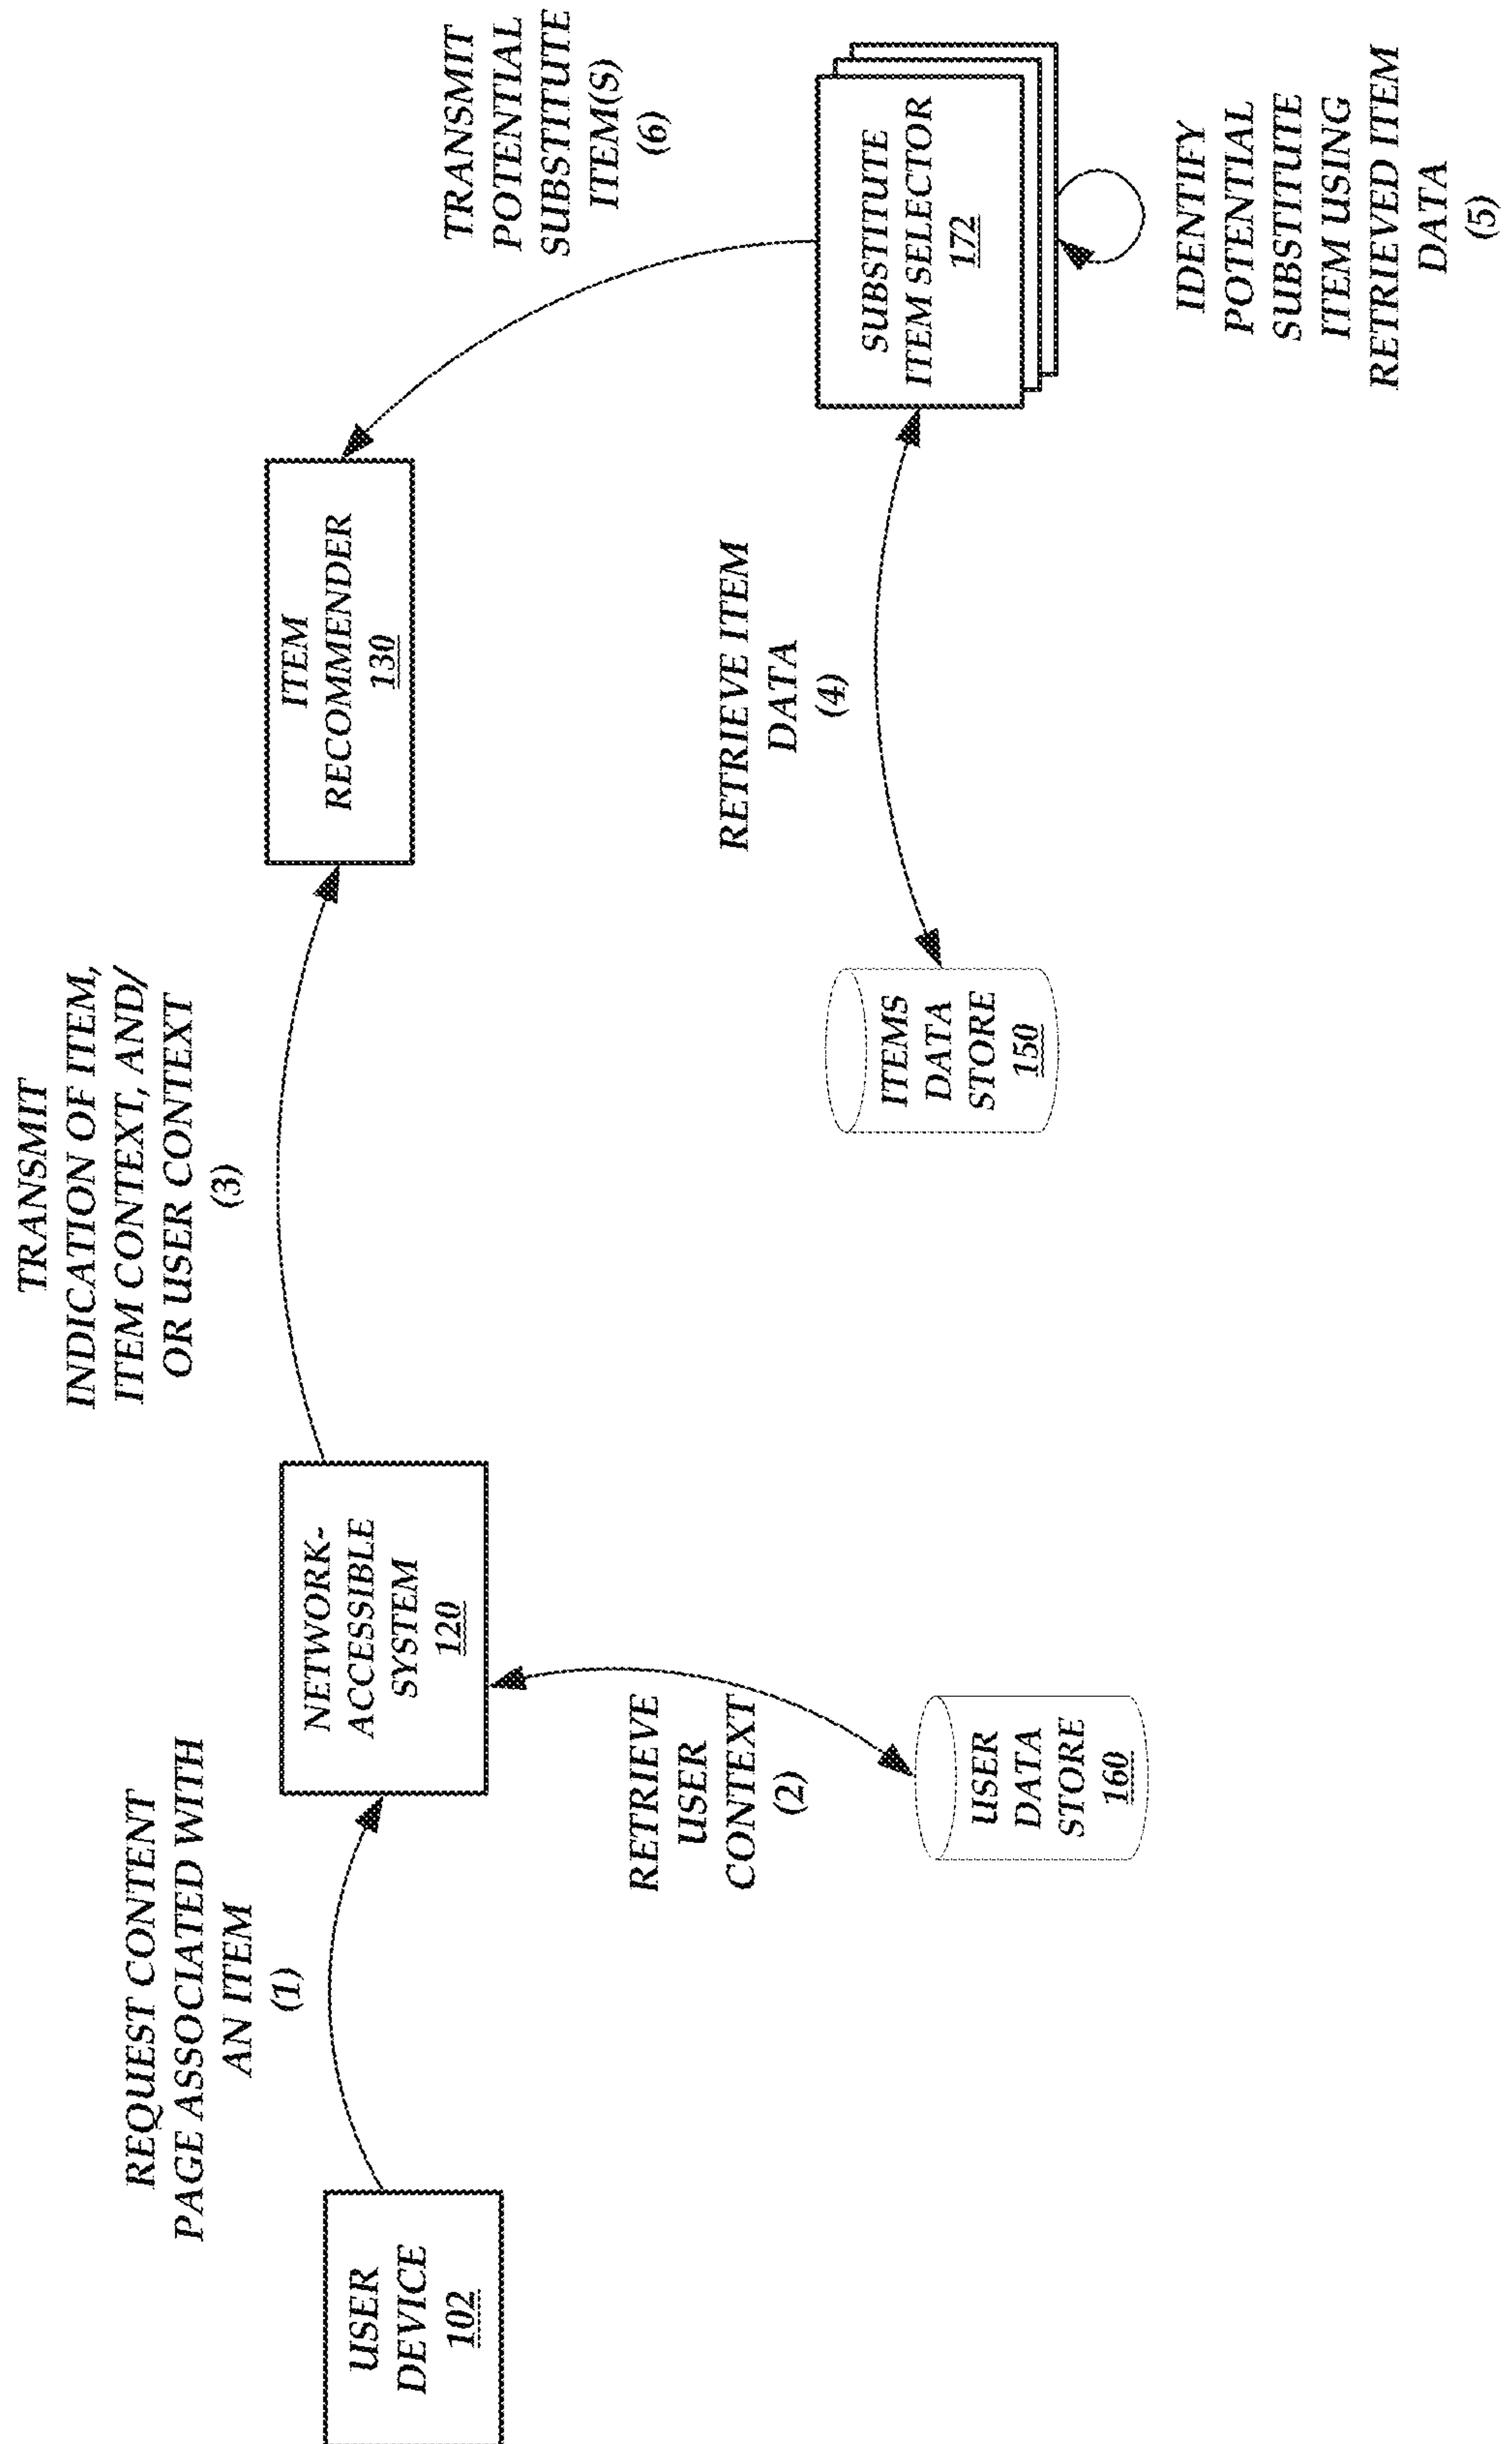 REQUEST CONTENT
PAGE ASSOCIATED WITH
AN ITEM
(1)
TRANSMIT
INDICATION OF ITEM,
ITEM CONTEXT, AND/
OR USER CONTEXT
(3)
TRANSMIT
POTENTIAL
SUBSTITUTE
ITEM(S)
(6)
USER
DEVICE
102
NETWORK-
ACCESSIBLE
SYSTEM
120
ITEM
RECOMMENDER
130
RETRIEVE
USER
CONTEXT
(2)
RETRIEVE ITEM
DATA
(4)
USER
DATA
STORE
160
ITEMS
DATA
STORE
150
SUBSTITUTE
ITEM SELECTOR
172
IDENTIFY
POTENTIAL
SUBSTITUTE
ITEM USING
RETRIEVED ITEM
DATA
(5)